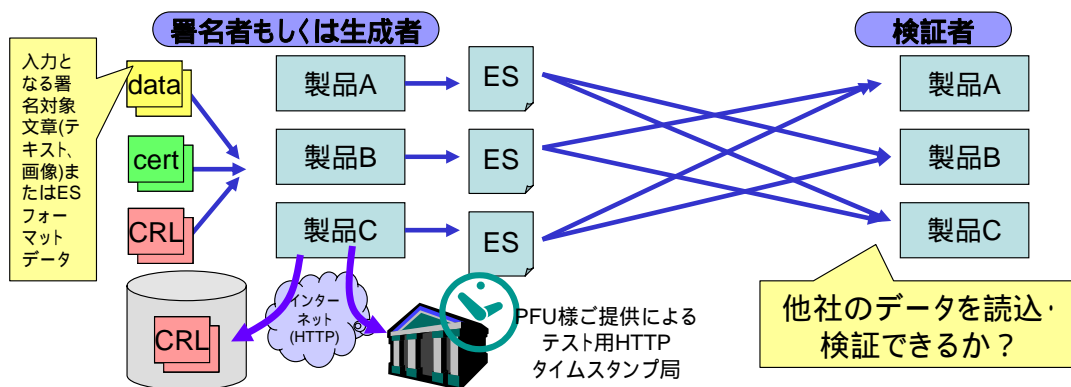 署名者もしくは生成者
検証者
入力と
なる署
名対象
文章(テ
キスト、
画像)ま
たはES
フォー
マット
データ
data
cert
CRL
製品A
製品B
製品C
ES
ES
ES
製品A
製品B
製品C
CRL
インター
ネット
(HTTP)
PFU様ご提供による
テスト用HTTP
タイムスタンプ局
他社のデータを読込・
検証できるか？